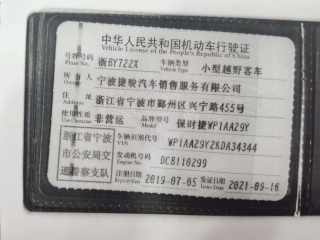 中华人民共和国机动车行驶证
Vehicle License of the People's Republic of China
号牌号码 浙BY722X 车辆类型 小型越野客车
Plate No. Vehicle Type
所有人 宁波捷骏汽车销售服务有限公司
Owner
住址 浙江省宁波市鄞州区兴宁路455号
Address
使用性质 非营运 品牌型号 保时捷WP1AA29Y
Use Character Model
浙江省宁波市公安局交通警察支队
车辆识别代号 WP1AA29Y2KDA34344
VIN
发动机号码 DCB110299
Engine No.
注册日期 2019-07-05 发证日期 2021-09-16
Register Date Issue Date